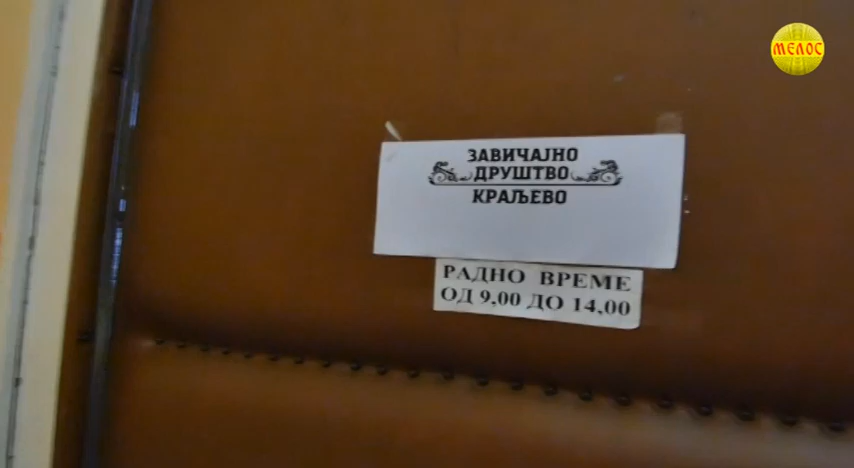 МЕЛОС
ЗАВИЧАЈНО
ДРУШТВО
КРАЉЕВО
РАДНО ВРЕМЕ
ОД 9,00 ДО 14,00